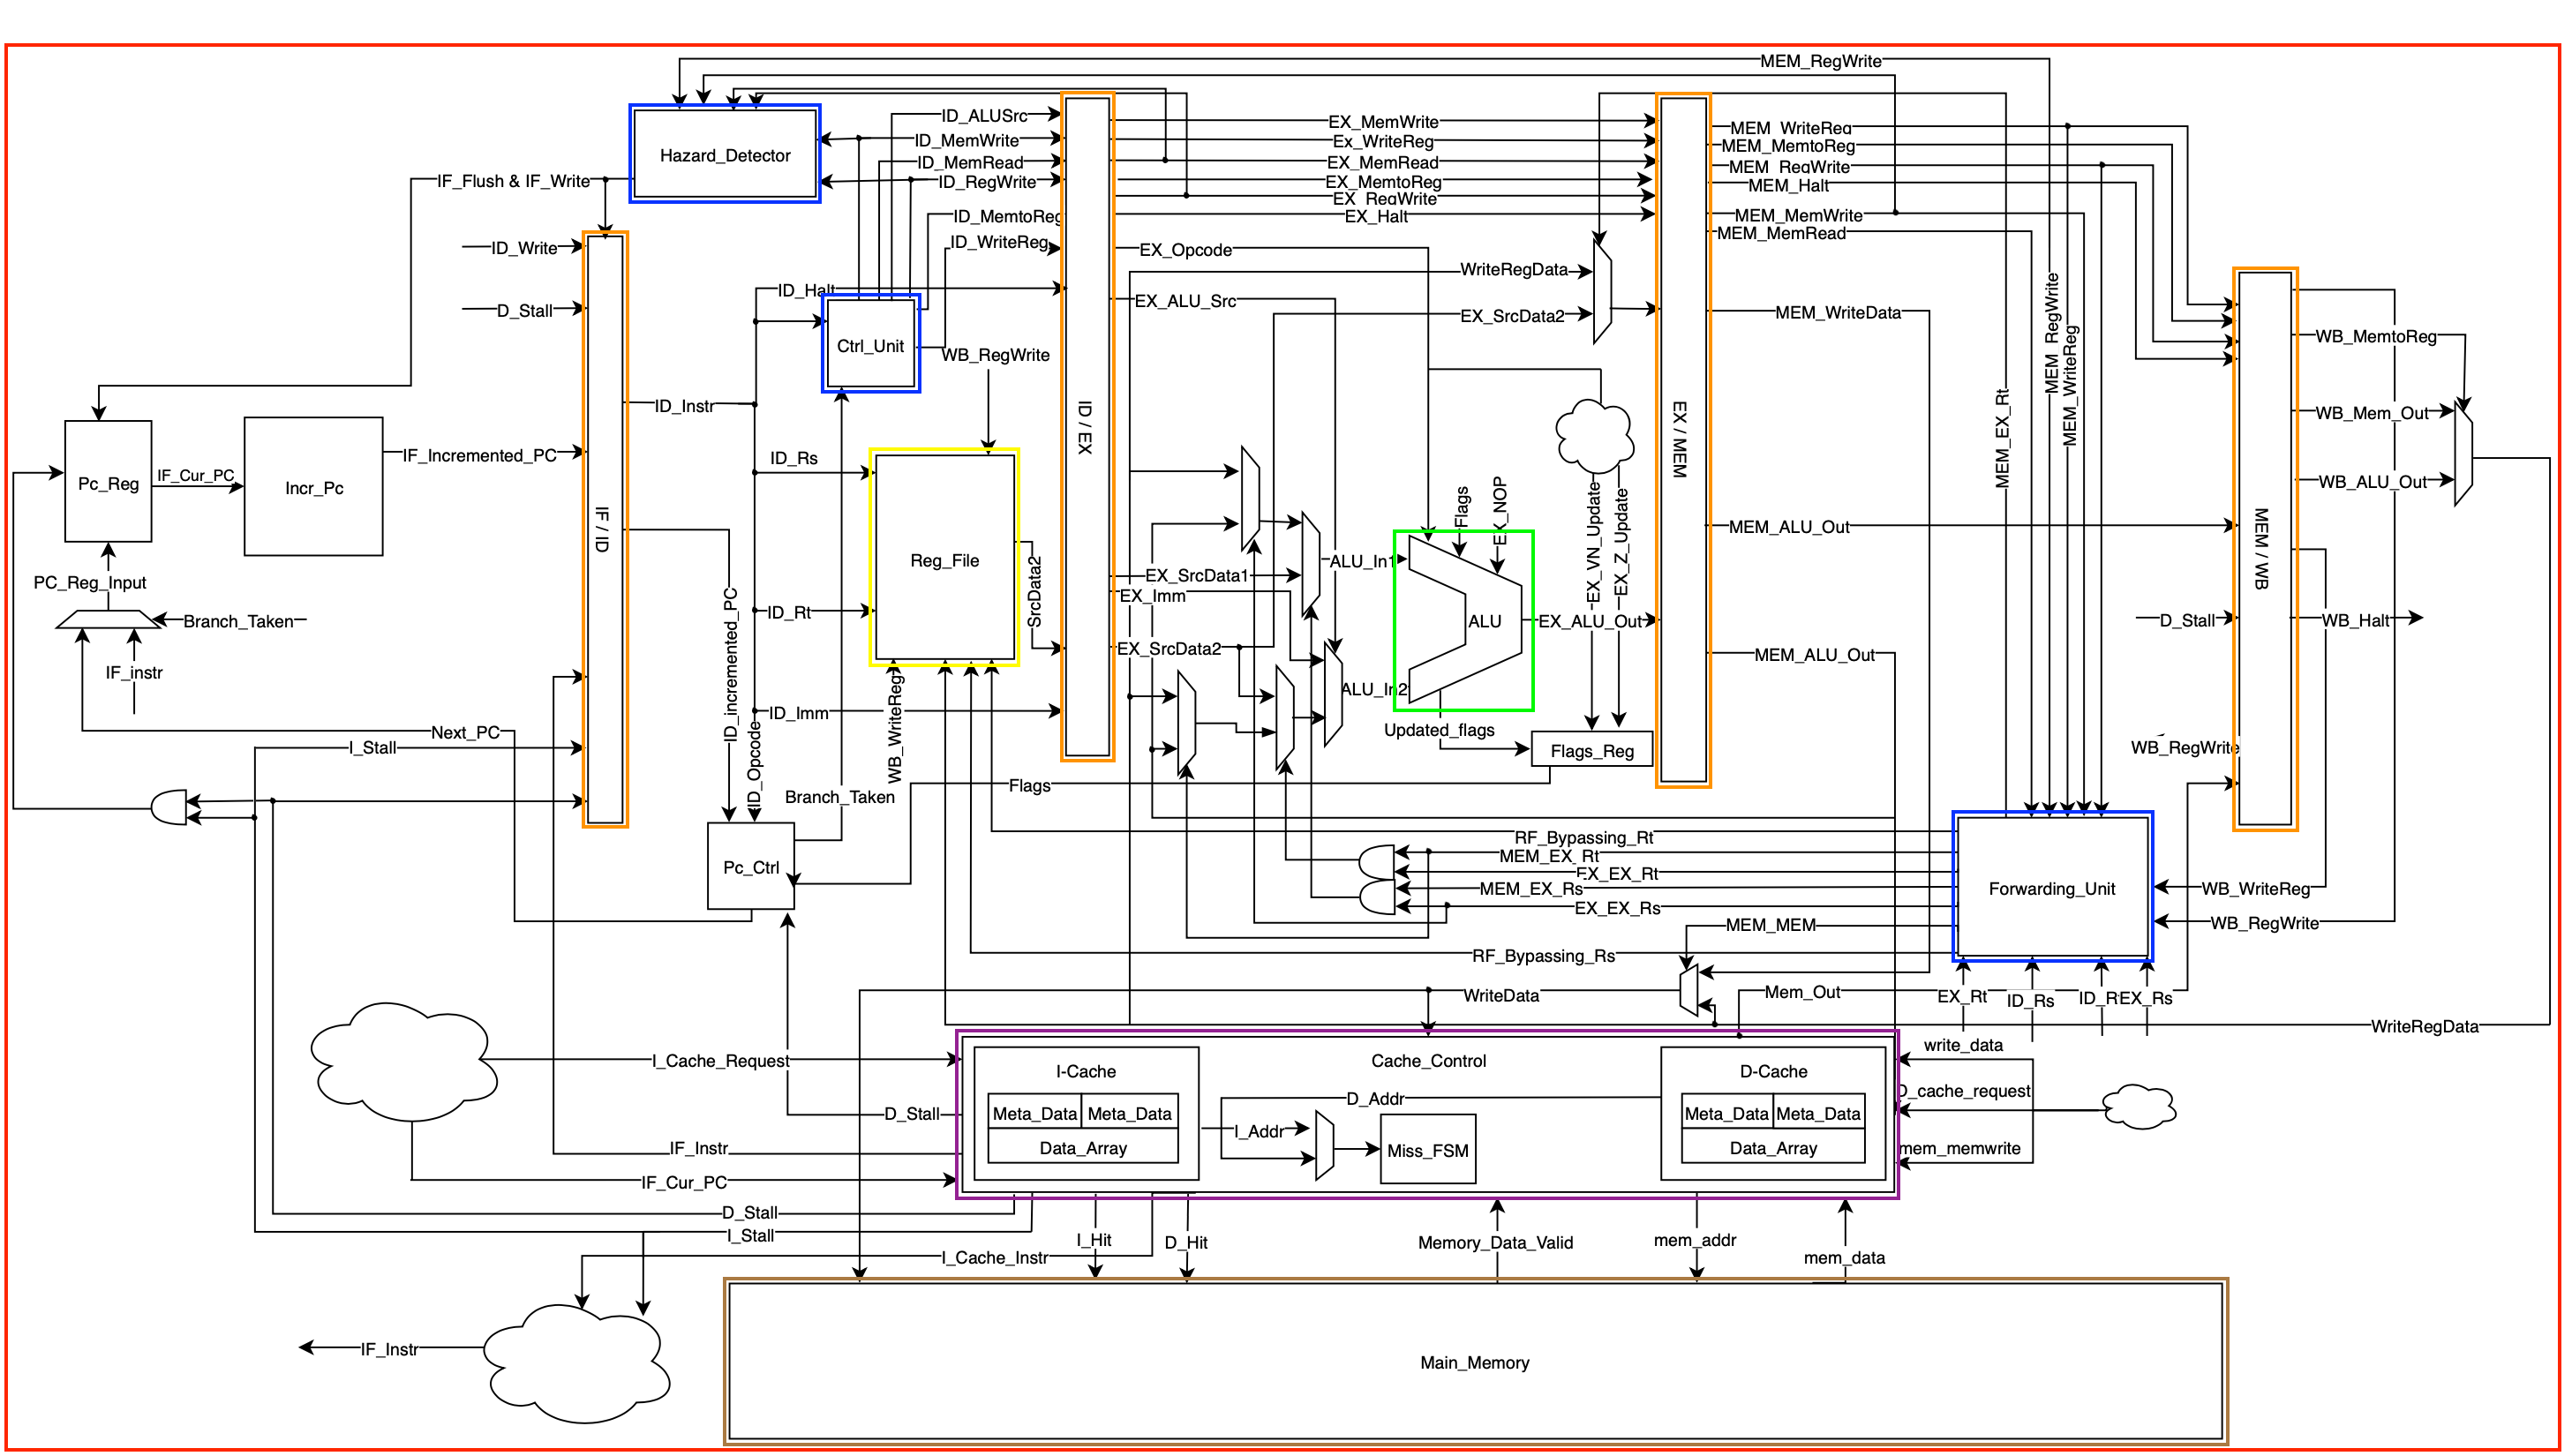 MEM_RegWrite
Hazard_Detector
ID_ALUSrc
ID_MemWrite
ID_MemRead
ID_RegWrite
ID_MemtoReg
ID_WriteReg
IF_Flush & IF_Write
EX_MemWrite
Ex_WriteReg
EX_MemRead
EX_MemtoReg
EX_RegWrite
EX_Halt
MEM_WriteReg
MEM_MemtoReg
MEM_RegWrite
MEM_Halt
MEM_MemWrite
MEM_MemRead
ID_Write
D_Stall
ID_Halt
Ctrl_Unit
WB_RegWrite
EX_Opcode
EX_ALU_Src
WriteRegData
EX_SrcData2
MEM_WriteData
MEM_EX_Rt
MEM_RegWrite
MEM_WriteReg
WB_MemtoReg
WB_Mem_Out
WB_ALU_Out
Pc_Reg
IF_Cur_PC
Incr_Pc
IF_Incremented_PC
IF / ID
ID_Instr
ID_Rs
ID_Rt
Reg_File
SrcData2
ID / EX
EX_SrcData1
EX_Imm
EX_SrcData2
ALU_In1
ALU_In2
Flags
EX_NOP
ALU
EX_VN_Update
EX_Z_Update
EX_ALU_Out
EX / MEM
MEM_ALU_Out
MEM_ALU_Out
MEM / WB
D_Stall
WB_Halt
WB_RegWrite
PC_Reg_Input
Branch_Taken
IF_instr
Next_PC
I_Stall
ID_incremented_PC
ID_Opcode
ID_Imm
WB_WriteReg
Branch_Taken
Flags
Updated_flags
Flags_Reg
Pc_Ctrl
RF_Bypassing_Rt
MEM_EX_Rt
EX_EX_Rt
MEM_EX_Rs
EX_EX_Rs
MEM_MEM
RF_Bypassing_Rs
Forwarding_Unit
WB_WriteReg
WB_RegWrite
WriteData
Mem_Out
EX_Rt
ID_Rs
ID_R
EX_Rs
WriteRegData
I_Cache_Request
D_Stall
IF_Instr
IF_Cur_PC
D_Stall
I_Stall
I_Cache_Instr
I-Cache
Meta_Data
Meta_Data
Data_Array
Cache_Control
D_Addr
I_Addr
Miss_FSM
D-Cache
Meta_Data
Meta_Data
Data_Array
write_data
D_cache_request
mem_memwrite
I_Hit
D_Hit
Memory_Data_Valid
mem_addr
mem_data
IF_Instr
Main_Memory